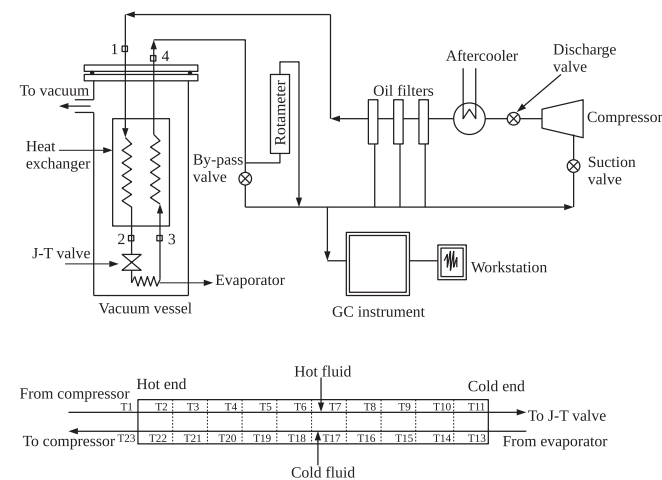 Discharge
valve
Aftercooler
1
4
To vacuum
Oil filters
Rotameter
Compressor
Heat
exchanger
By-pass
valve
Suction
valve
2
3
J-T valve
Evaporator
Workstation
Vacuum vessel
GC instrument
Hot fluid
Hot end
Cold end
From compressor
T1 T2 T3 T4 T5 T6 T7 T8 T9 T10 T11
To J-T valve
To compressor
T23 T22 T21 T20 T19 T18 T17 T16 T15 T14 T13
From evaporator
Cold fluid